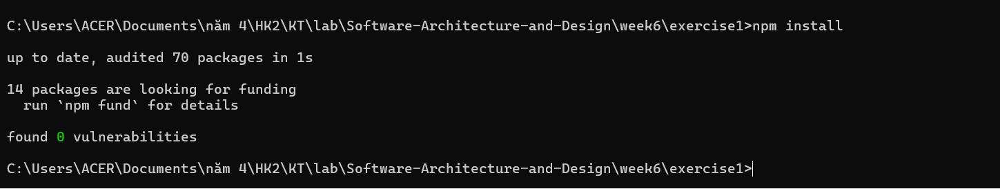 C:\Users\ACER\Documents\năm 4\HK2\KT\lab\Software-Architecture-and-Design\week6\exercise1>npm install
up to date, audited 70 packages in 1s
14 packages are looking for funding
  run `npm fund` for details
found 0 vulnerabilities
C:\Users\ACER\Documents\năm 4\HK2\KT\lab\Software-Architecture-and-Design\week6\exercise1>